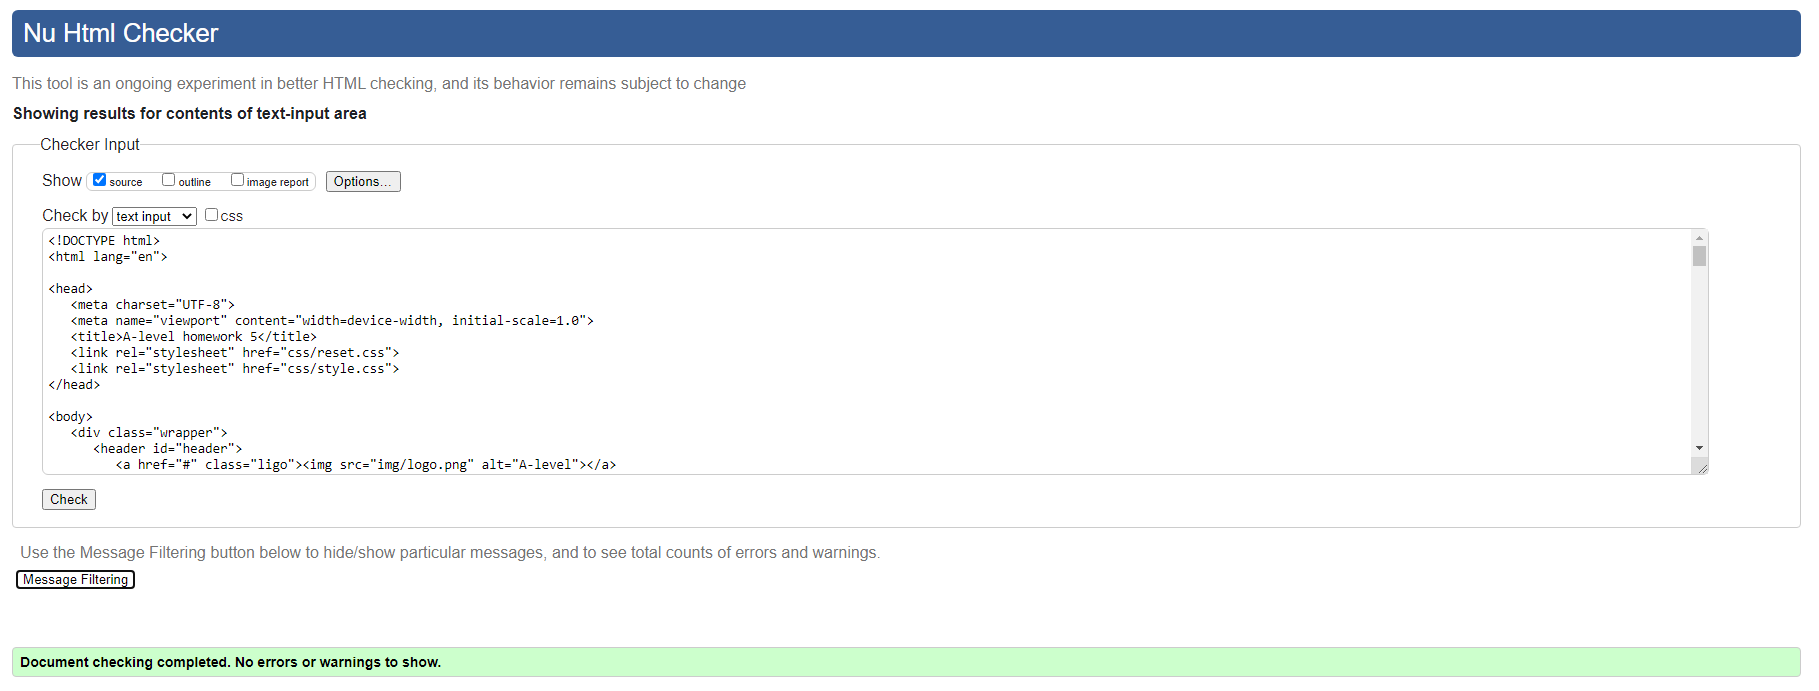 Nu Html Checker
This tool is an ongoing experiment in better HTML checking, and its behavior remains subject to change
Showing results for contents of text-input area
Checker Input
Show source outline image report Options...
Check by text input css
<!DOCTYPE html>
<html lang="en">
<head>
<meta charset="UTF-8">
<meta name="viewport" content="width=device-width, initial-scale=1.0">
<title>A-level homework 5</title>
<link rel="stylesheet" href="css/reset.css">
<link rel="stylesheet" href="css/style.css">
</head>
<body>
<div class="wrapper">
<header id="header">
<a href="#" class="ligo"><img src="img/logo.png" alt="A-level"></a>
Check
Use the Message Filtering button below to hide/show particular messages, and to see total counts of errors and warnings.
Message Filtering
Document checking completed. No errors or warnings to show.